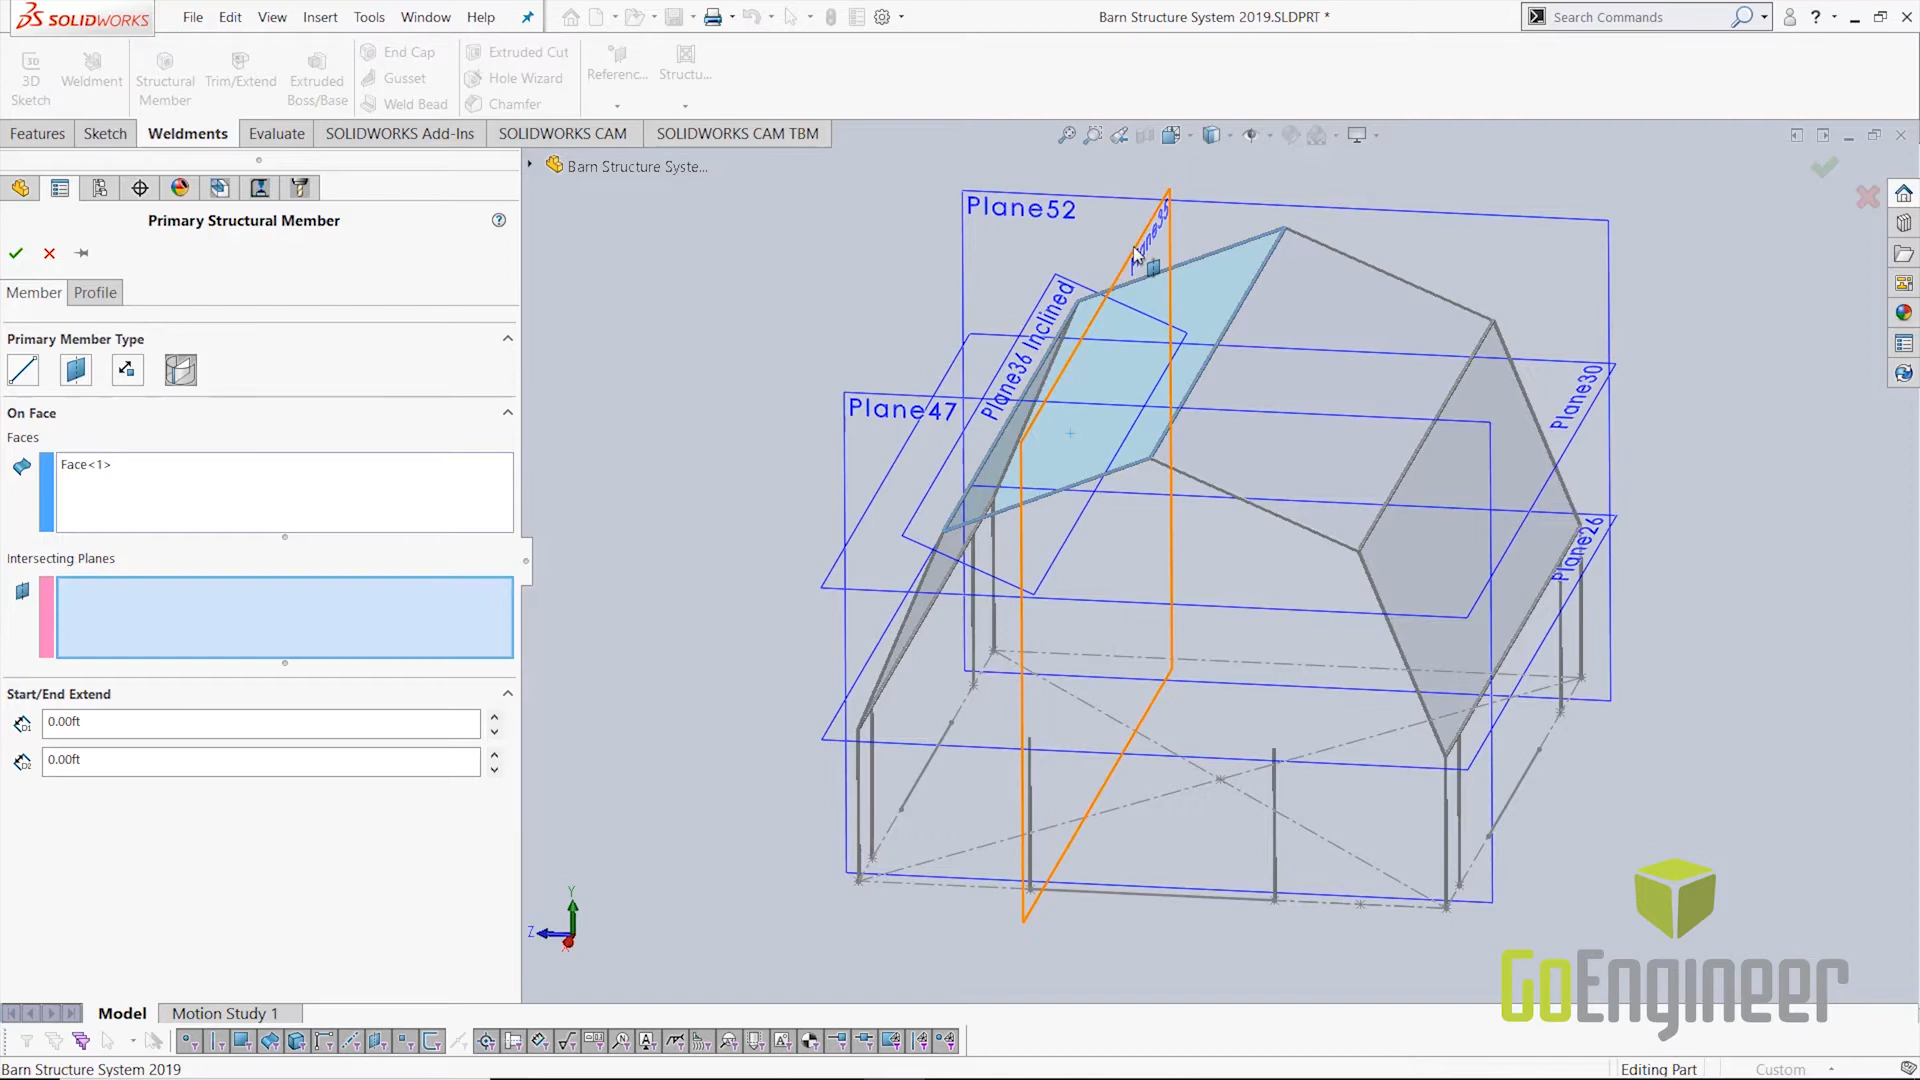 SOLIDWORKS
File Edit View Insert Tools Window Help
Barn Structure System 2019.SLDPRT *
Search Commands
3D Sketch
Weldment
Structural Member
Trim/Extend
Extruded Boss/Base
End Cap
Gusset
Weld Bead
Extruded Cut
Hole Wizard
Chamfer
Referenc...
Structu...
Features Sketch Weldments Evaluate SOLIDWORKS Add-Ins SOLIDWORKS CAM SOLIDWORKS CAM TBM
Barn Structure Syste...
Primary Structural Member
Member Profile
Primary Member Type
On Face
Faces
Face<1>
Intersecting Planes
Start/End Extend
D1 0.00ft
D2 0.00ft
Plane52
Plane36 Inclined
Plane47
Plane30
Plane26
Y
Z
X
GoEngineer
Model Motion Study 1
Barn Structure System 2019
Editing Part
Custom